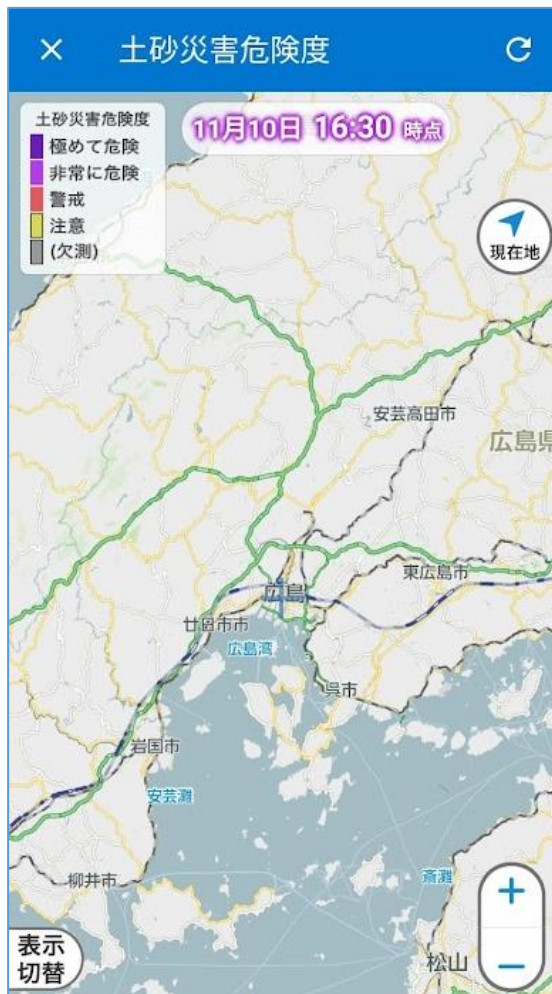 土砂災害危険度
土砂災害危険度
極めて危険
非常に危険
警戒
注意
(欠測)
11月10日 16:30 時点
現在地
安芸高田市
広島県
東広島市
広島
廿日市市
広島湾
呉市
岩国市
安芸灘
柳井市
斎灘
松山
表示
切替